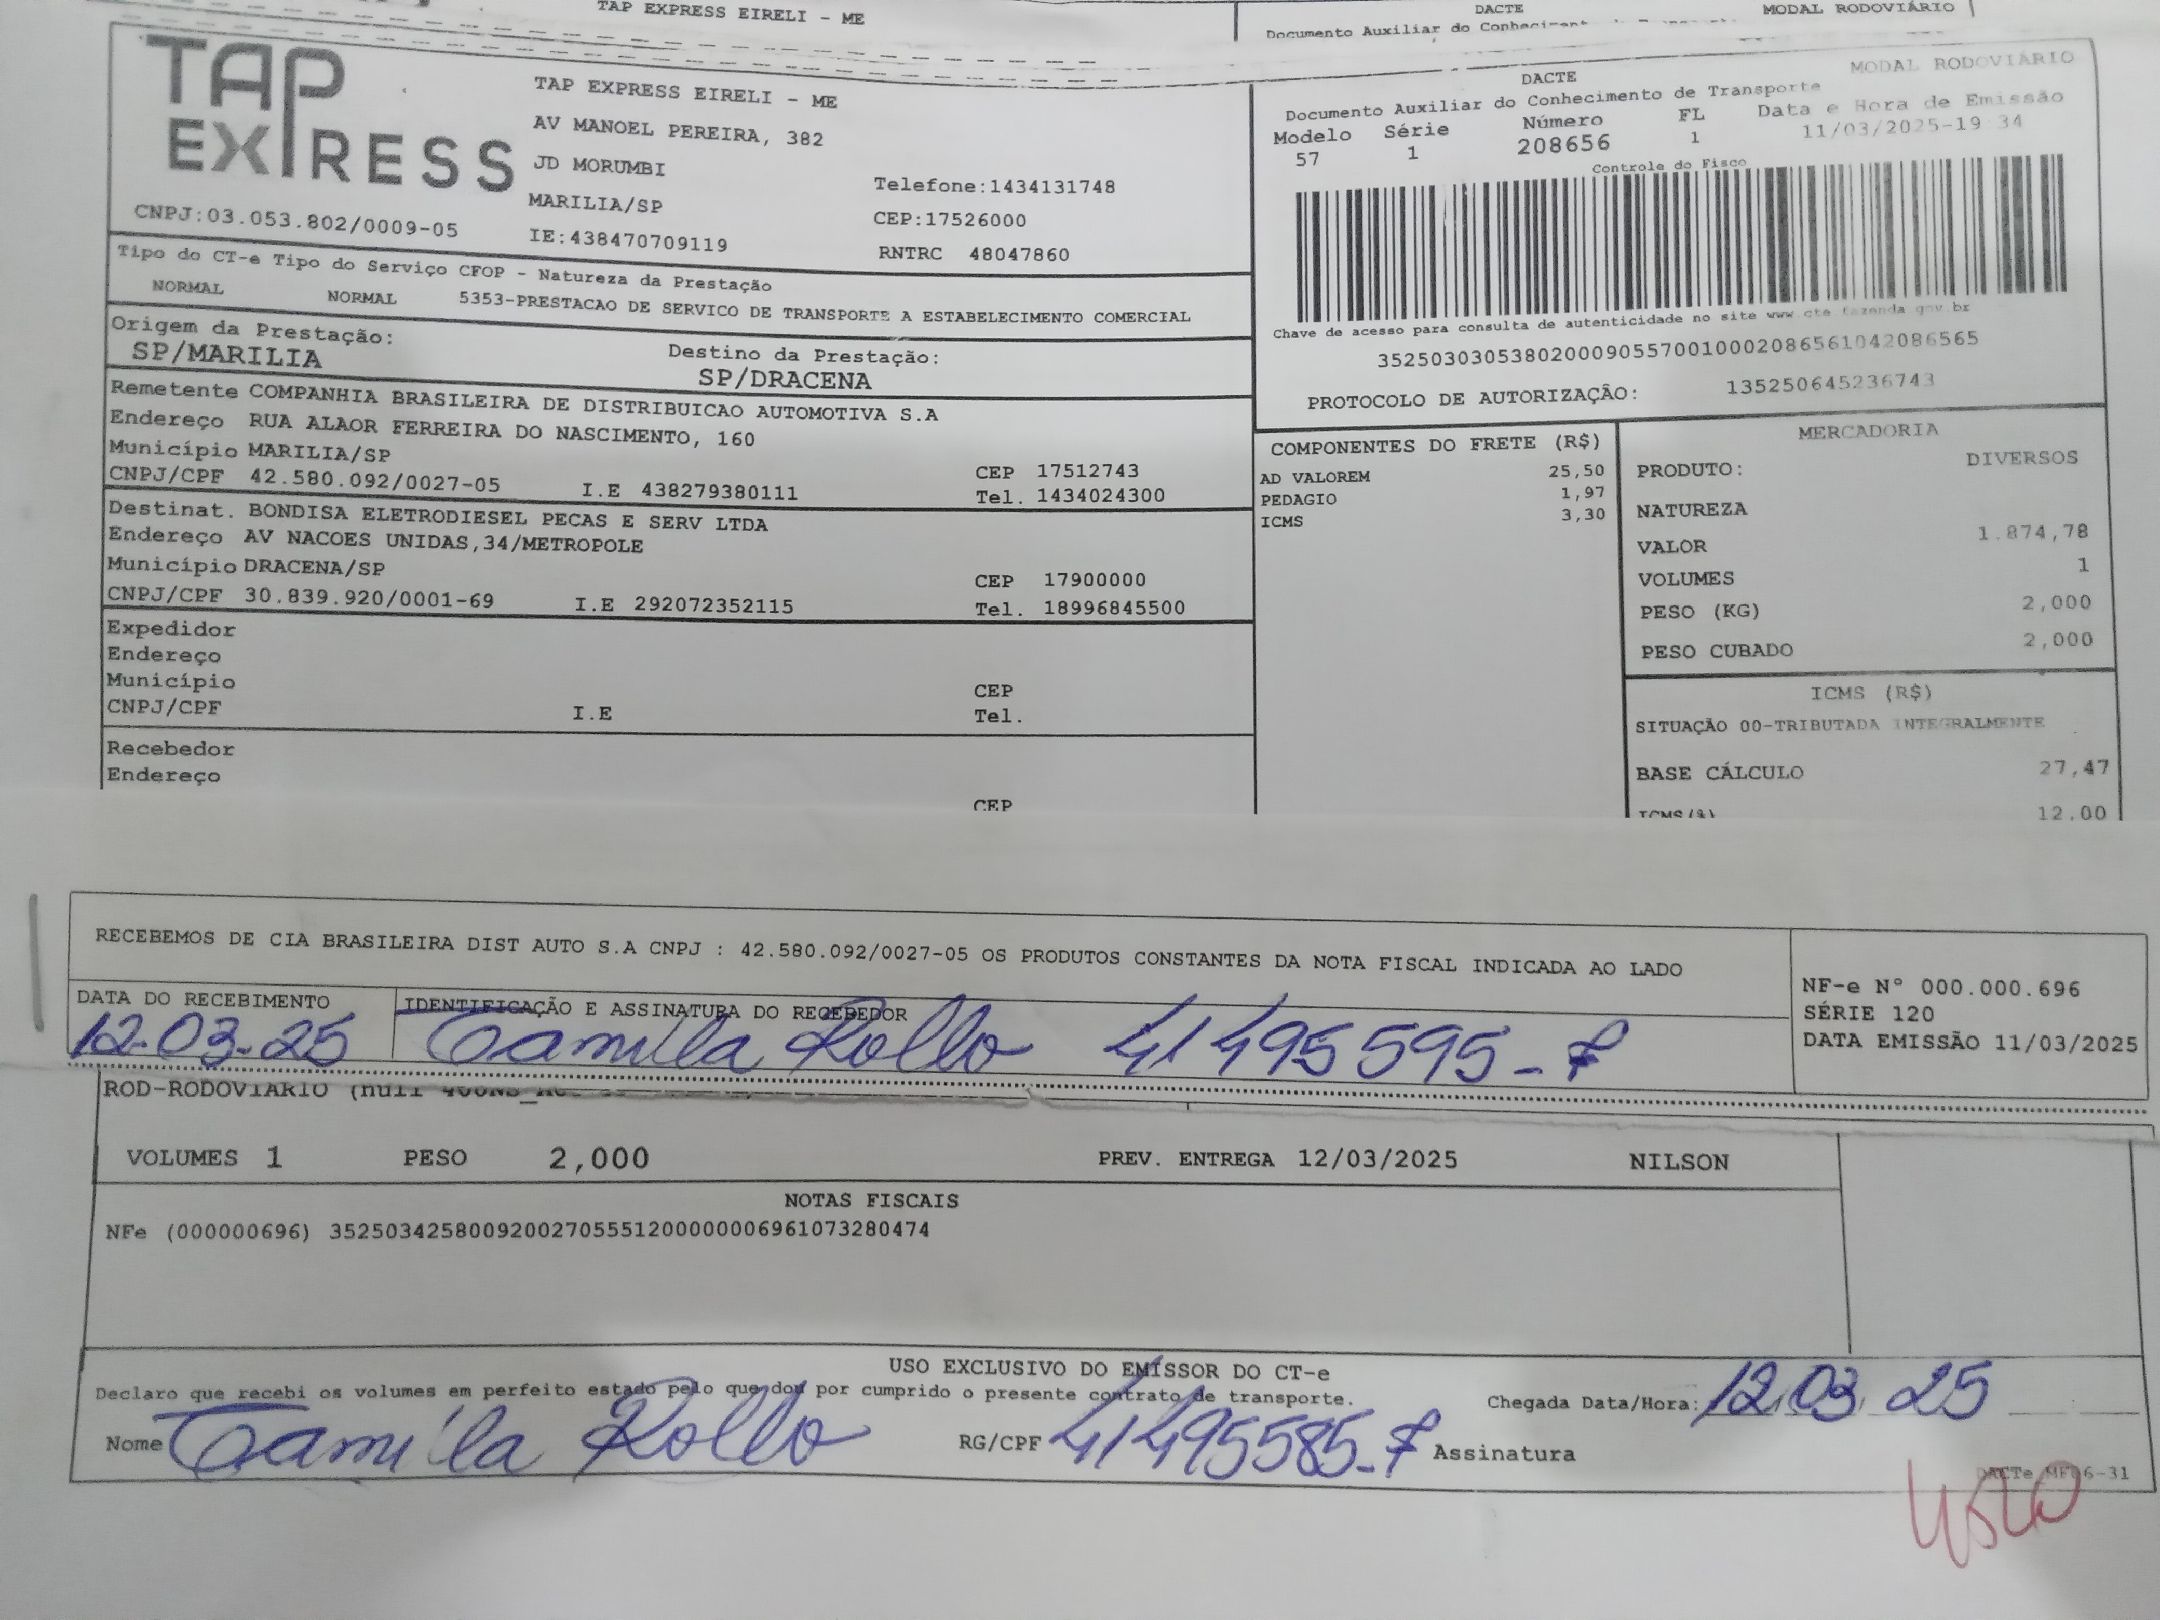 TAP EXPRESS EIRELI - ME
DACTE
MODAL RODOVIÁRIO
Documento Auxiliar do
TAP EXPRESS
TAP EXPRESS EIRELI - ME
AV MANOEL PEREIRA, 382
JD MORUMBI
MARILIA/SP
Telefone:1434131748
CEP:17526000
CNPJ:03.053.802/0009-05
IE:438470709119
RNTRC 48047860
DACTE
MODAL RODOVIÁRIO
Documento Auxiliar do Conhecimento de Transporte
Modelo Série Número FL Data e Hora de Emissão
57 1 208656 1 11/03/2025-19:34
Controle do Fisco
Chave de acesso para consulta de autenticidade no site www.cte.fazenda.gov.br
35250303053802000905570010002086561042086565
PROTOCOLO DE AUTORIZAÇÃO: 135250645236743
Tipo do CT-e Tipo do Serviço CFOP - Natureza da Prestação
NORMAL NORMAL 5353-PRESTACAO DE SERVICO DE TRANSPORTE A ESTABELECIMENTO COMERCIAL
Origem da Prestação: Destino da Prestação:
SP/MARILIA SP/DRACENA
Remetente COMPANHIA BRASILEIRA DE DISTRIBUICAO AUTOMOTIVA S.A
Endereço RUA ALAOR FERREIRA DO NASCIMENTO, 160
Município MARILIA/SP CEP 17512743
CNPJ/CPF 42.580.092/0027-05 I.E 438279380111 Tel. 1434024300
Destinat. BONDISA ELETRODIESEL PECAS E SERV LTDA
Endereço AV NACOES UNIDAS,34/METROPOLE
Município DRACENA/SP CEP 17900000
CNPJ/CPF 30.839.920/0001-69 I.E 292072352115 Tel. 18996845500
Expedidor
Endereço
Município CEP
CNPJ/CPF I.E Tel.
Recebedor
Endereço
CEP
COMPONENTES DO FRETE (R$)
AD VALOREM 25,50
PEDAGIO 1,97
ICMS 3,30
MERCADORIA
PRODUTO: DIVERSOS
NATUREZA
VALOR 1.874,78
VOLUMES 1
PESO (KG) 2,000
PESO CUBADO 2,000
ICMS (R$)
SITUAÇÃO 00-TRIBUTADA INTEGRALMENTE
BASE CÁLCULO 27,47
ICMS(%) 12,00
RECEBEMOS DE CIA BRASILEIRA DIST AUTO S.A CNPJ : 42.580.092/0027-05 OS PRODUTOS CONSTANTES DA NOTA FISCAL INDICADA AO LADO
DATA DO RECEBIMENTO IDENTIFICAÇÃO E ASSINATURA DO RECEBEDOR
12-03-25 Camila Rollo 41495595-8
NF-e Nº 000.000.696
SÉRIE 120
DATA EMISSÃO 11/03/2025
ROD-RODOVIARIO (null
VOLUMES 1 PESO 2,000 PREV. ENTREGA 12/03/2025 NILSON
NOTAS FISCAIS
NFe (000000696) 35250342580092002705551200000006961073280474
USO EXCLUSIVO DO EMISSOR DO CT-e
Declaro que recebi os volumes em perfeito estado pelo que dou por cumprido o presente contrato de transporte.
Chegada Data/Hora: 12 03 25
Nome Camila Rollo RG/CPF 41495585-8 Assinatura
DACTe MF06-31